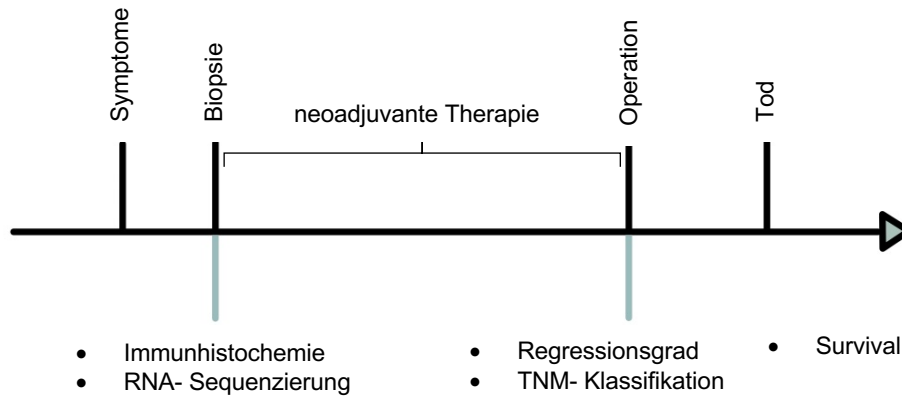 Symptome
Biopsie
neoadjuvante Therapie
Operation
Tod
• Immunhistochemie
• RNA- Sequenzierung
• Regressionsgrad
• TNM- Klassifikation
• Survival